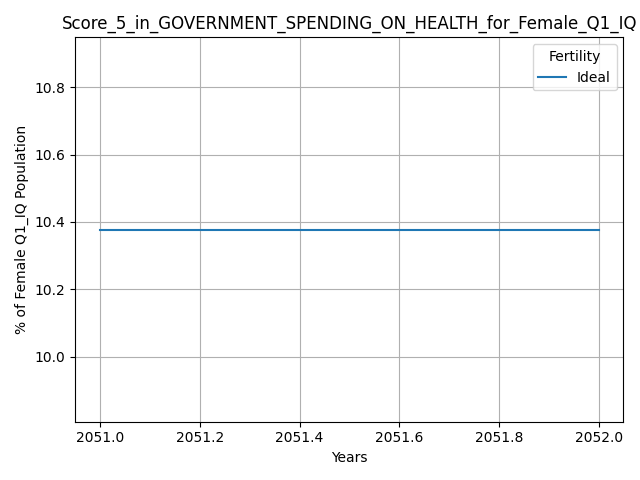 Score_5_in_GOVERNMENT_SPENDING_ON_HEALTH_for_Female_Q1_IQ
Fertility
Ideal
% of Female Q1_IQ Population
10.8
10.6
10.4
10.2
10.0
2051.0 2051.2 2051.4 2051.6 2051.8 2052.0
Years